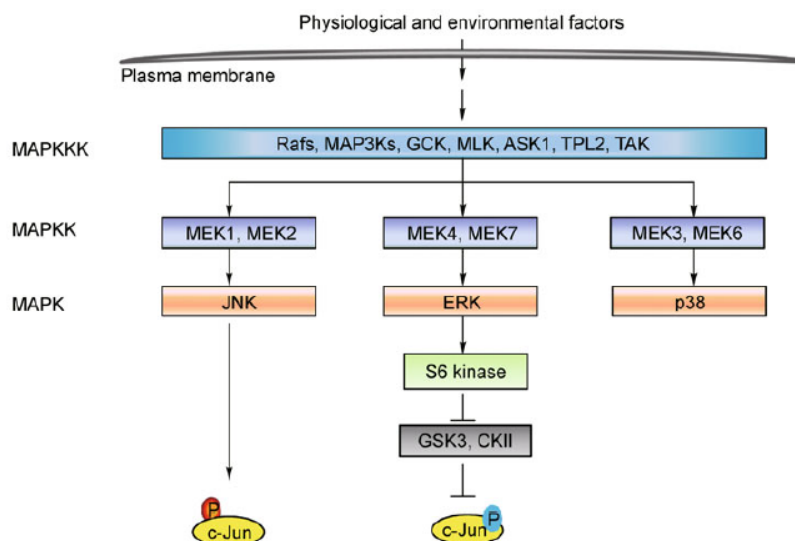 Physiological and environmental factors
Plasma membrane
MAPKKK
Rafs, MAP3Ks, GCK, MLK, ASK1, TPL2, TAK
MAPKK
MEK1, MEK2
MEK4, MEK7
MEK3, MEK6
MAPK
JNK
ERK
p38
S6 kinase
GSK3, CKII
P
c-Jun
P
c-Jun